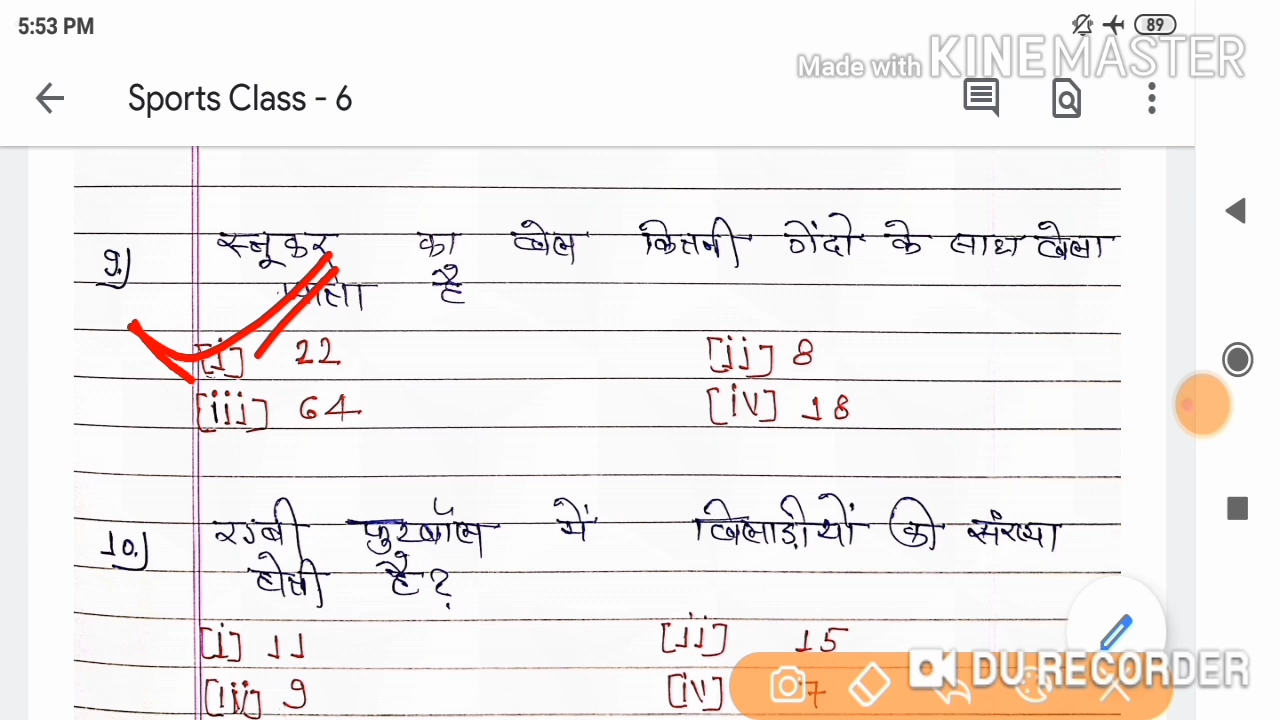 5:53 PM 89
Made with KINEMASTER
Sports Class - 6
9.) स्नूकर का खेल कितनी गेंदो के साथ खेला
है
[i] 22 [ii] 8
[iii] 64 [iv] 18
10.) रग्बी फुटबॉल में खिलाड़ीयों की संख्या
होती है?
[i] 11 [ii] 15
[iii] 9 [iv] 7
DU RECORDER